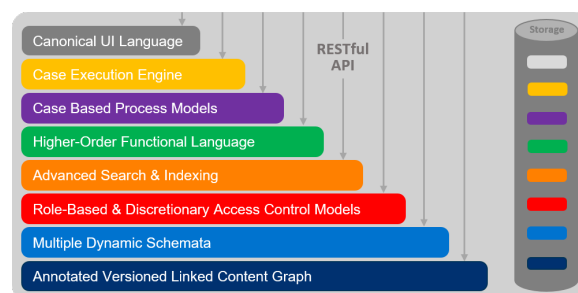 Canonical UI Language
Case Execution Engine
Case Based Process Models
Higher-Order Functional Language
Advanced Search & Indexing
Role-Based & Discretionary Access Control Models
Multiple Dynamic Schemata
Annotated Versioned Linked Content Graph
RESTful
API
Storage